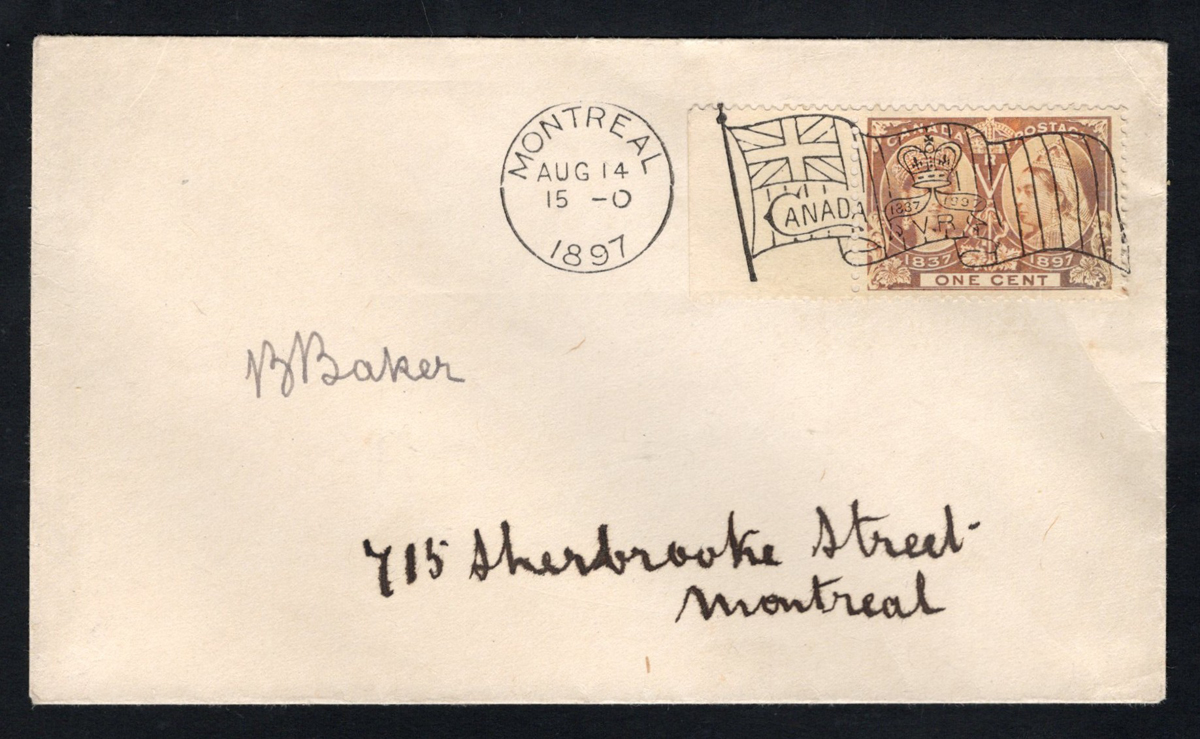 MONTREAL
AUG 14
15 -0
1897
CANADA
1837 1897
V.R.
CANADA POSTAGE
1837 1897
ONE CENT
B Baker
715 Sherbrooke Street
Montreal